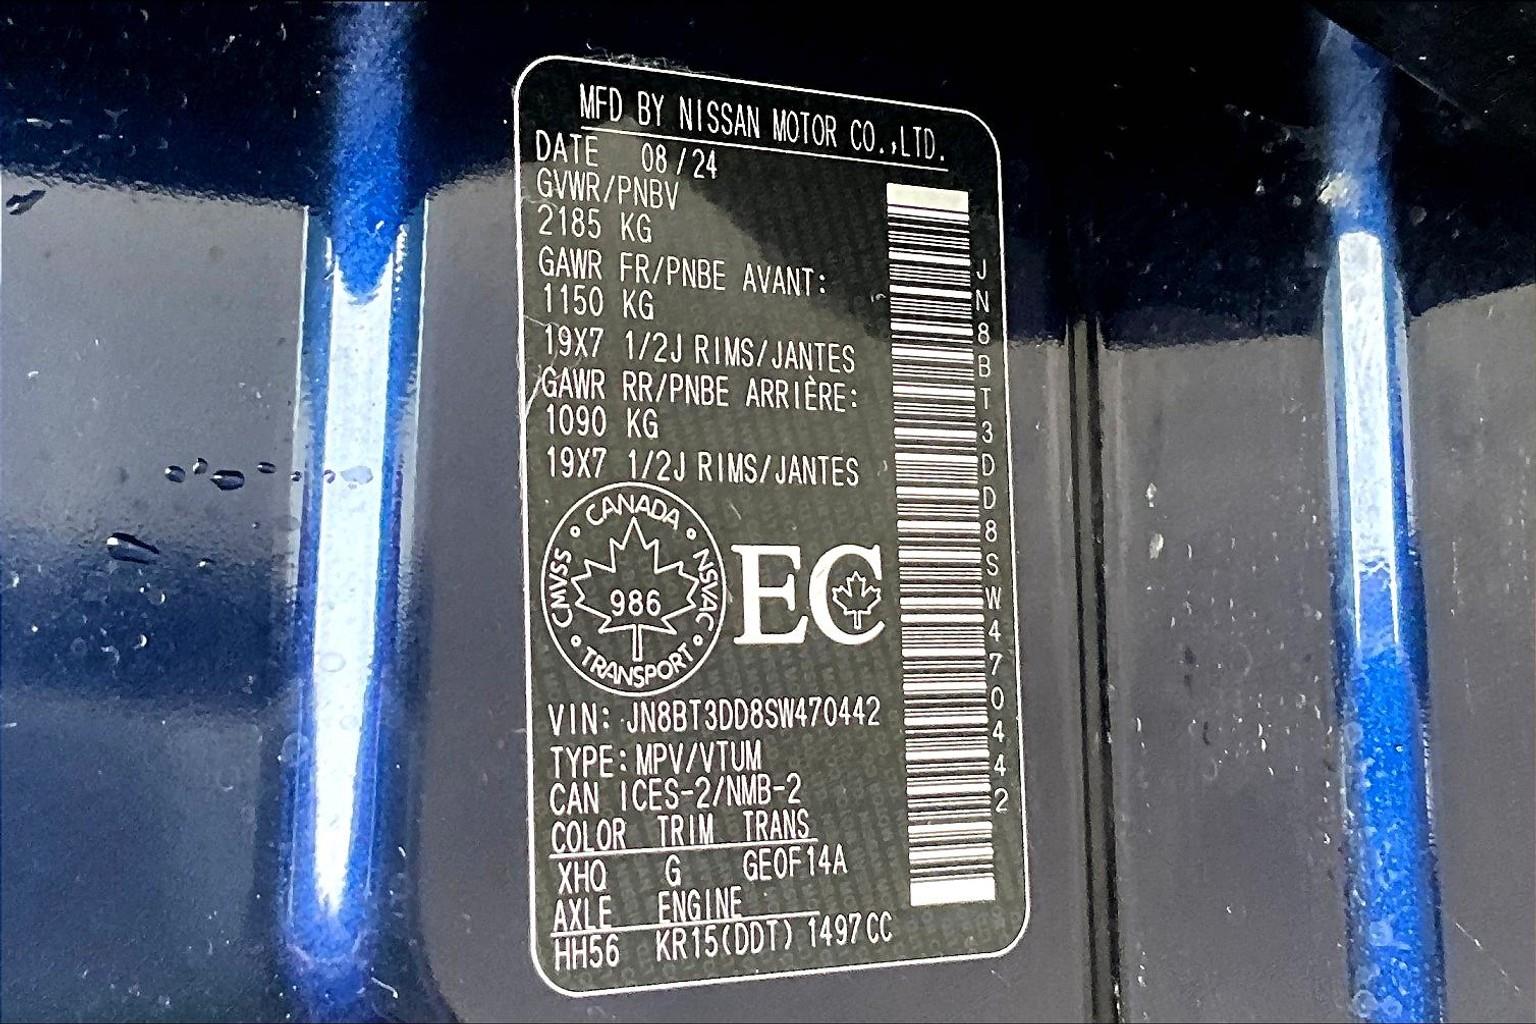 MFD BY NISSAN MOTOR CO.,LTD.
DATE 08/24
GVWR/PNBV
2185 KG
GAWR FR/PNBE AVANT:
1150 KG
19X7 1/2J RIMS/JANTES
GAWR RR/PNBE ARRIÈRE:
1090 KG
19X7 1/2J RIMS/JANTES
CANADA
CMVSS
986
NSVAC
TRANSPORT
EC
VIN: JN8BT3DD8SW470442
TYPE: MPV/VTUM
CAN ICES-2/NMB-2
COLOR TRIM TRANS
XHQ G GE0F14A
AXLE ENGINE
HH56 KR15(DDT) 1497CC
JN8BT3DD8SW470442